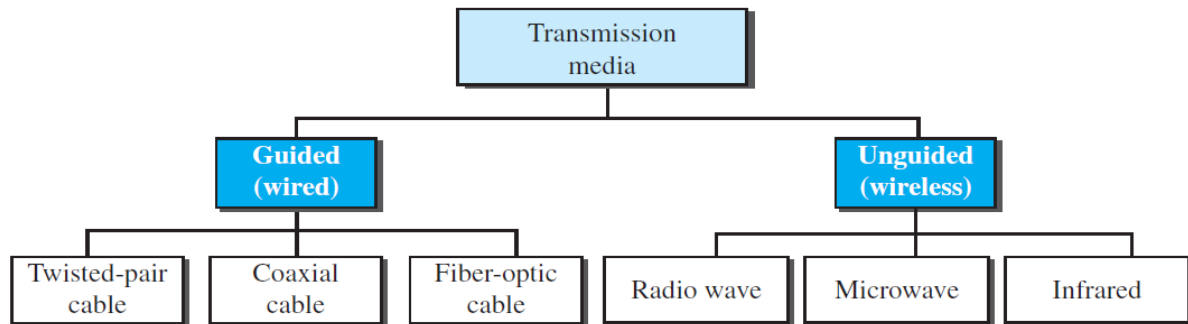 Transmission
media
Guided
(wired)
Unguided
(wireless)
Twisted-pair
cable
Coaxial
cable
Fiber-optic
cable
Radio wave
Microwave
Infrared